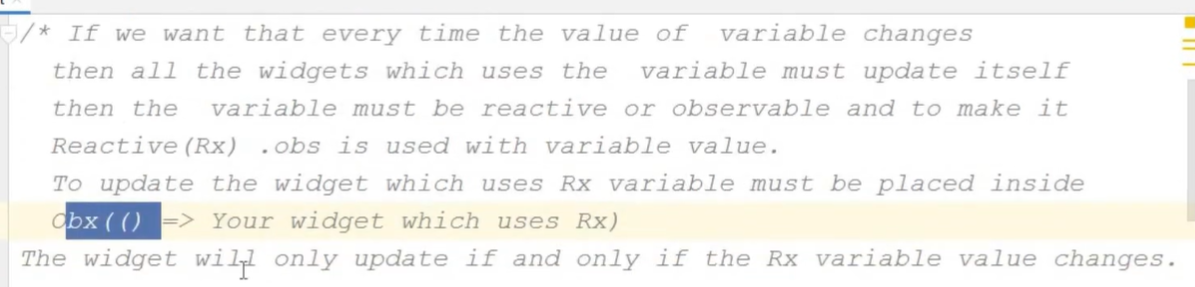 /* If we want that every time the value of  variable changes
then all the widgets which uses the  variable must update itself
then the  variable must be reactive or observable and to make it
Reactive(Rx) .obs is used with variable value.
To update the widget which uses Rx variable must be placed inside
Obx(() => Your widget which uses Rx)
The widget will only update if and only if the Rx variable value changes.